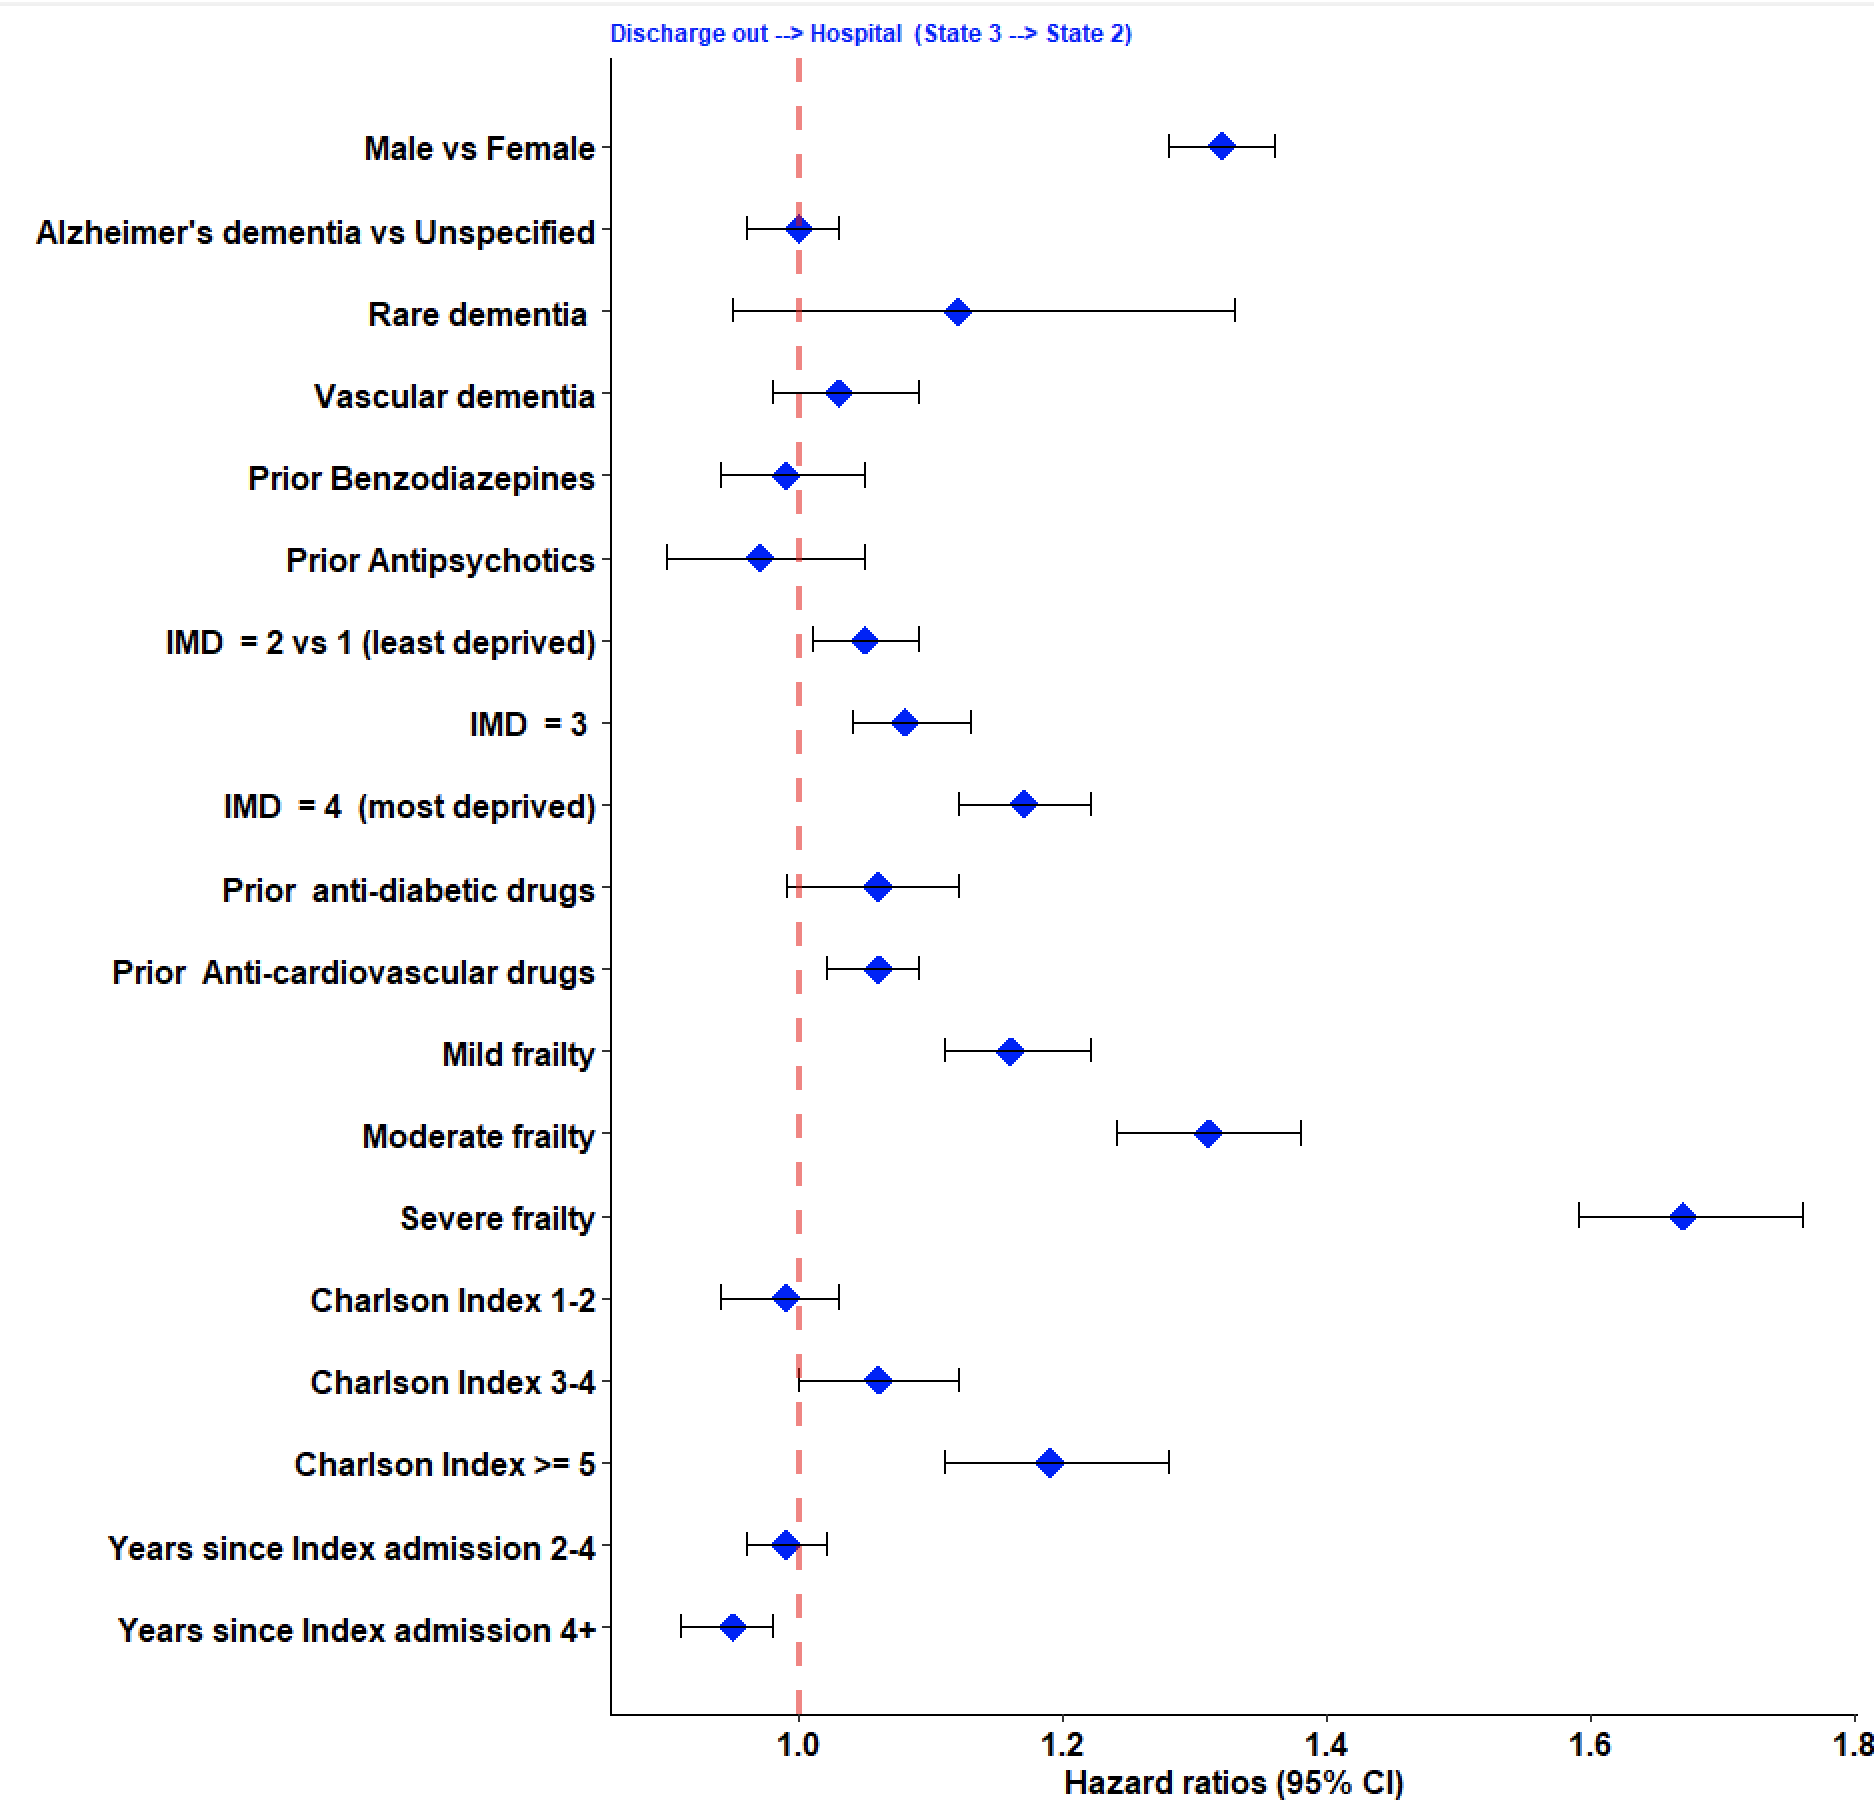 Discharge out --> Hospital (State 3 --> State 2)
Male vs Female
Alzheimer's dementia vs Unspecified
Rare dementia
Vascular dementia
Prior Benzodiazepines
Prior Antipsychotics
IMD = 2 vs 1 (least deprived)
IMD = 3
IMD = 4 (most deprived)
Prior anti-diabetic drugs
Prior Anti-cardiovascular drugs
Mild frailty
Moderate frailty
Severe frailty
Charlson Index 1-2
Charlson Index 3-4
Charlson Index >= 5
Years since Index admission 2-4
Years since Index admission 4+
1.0 1.2 1.4 1.6 1.8
Hazard ratios (95% CI)